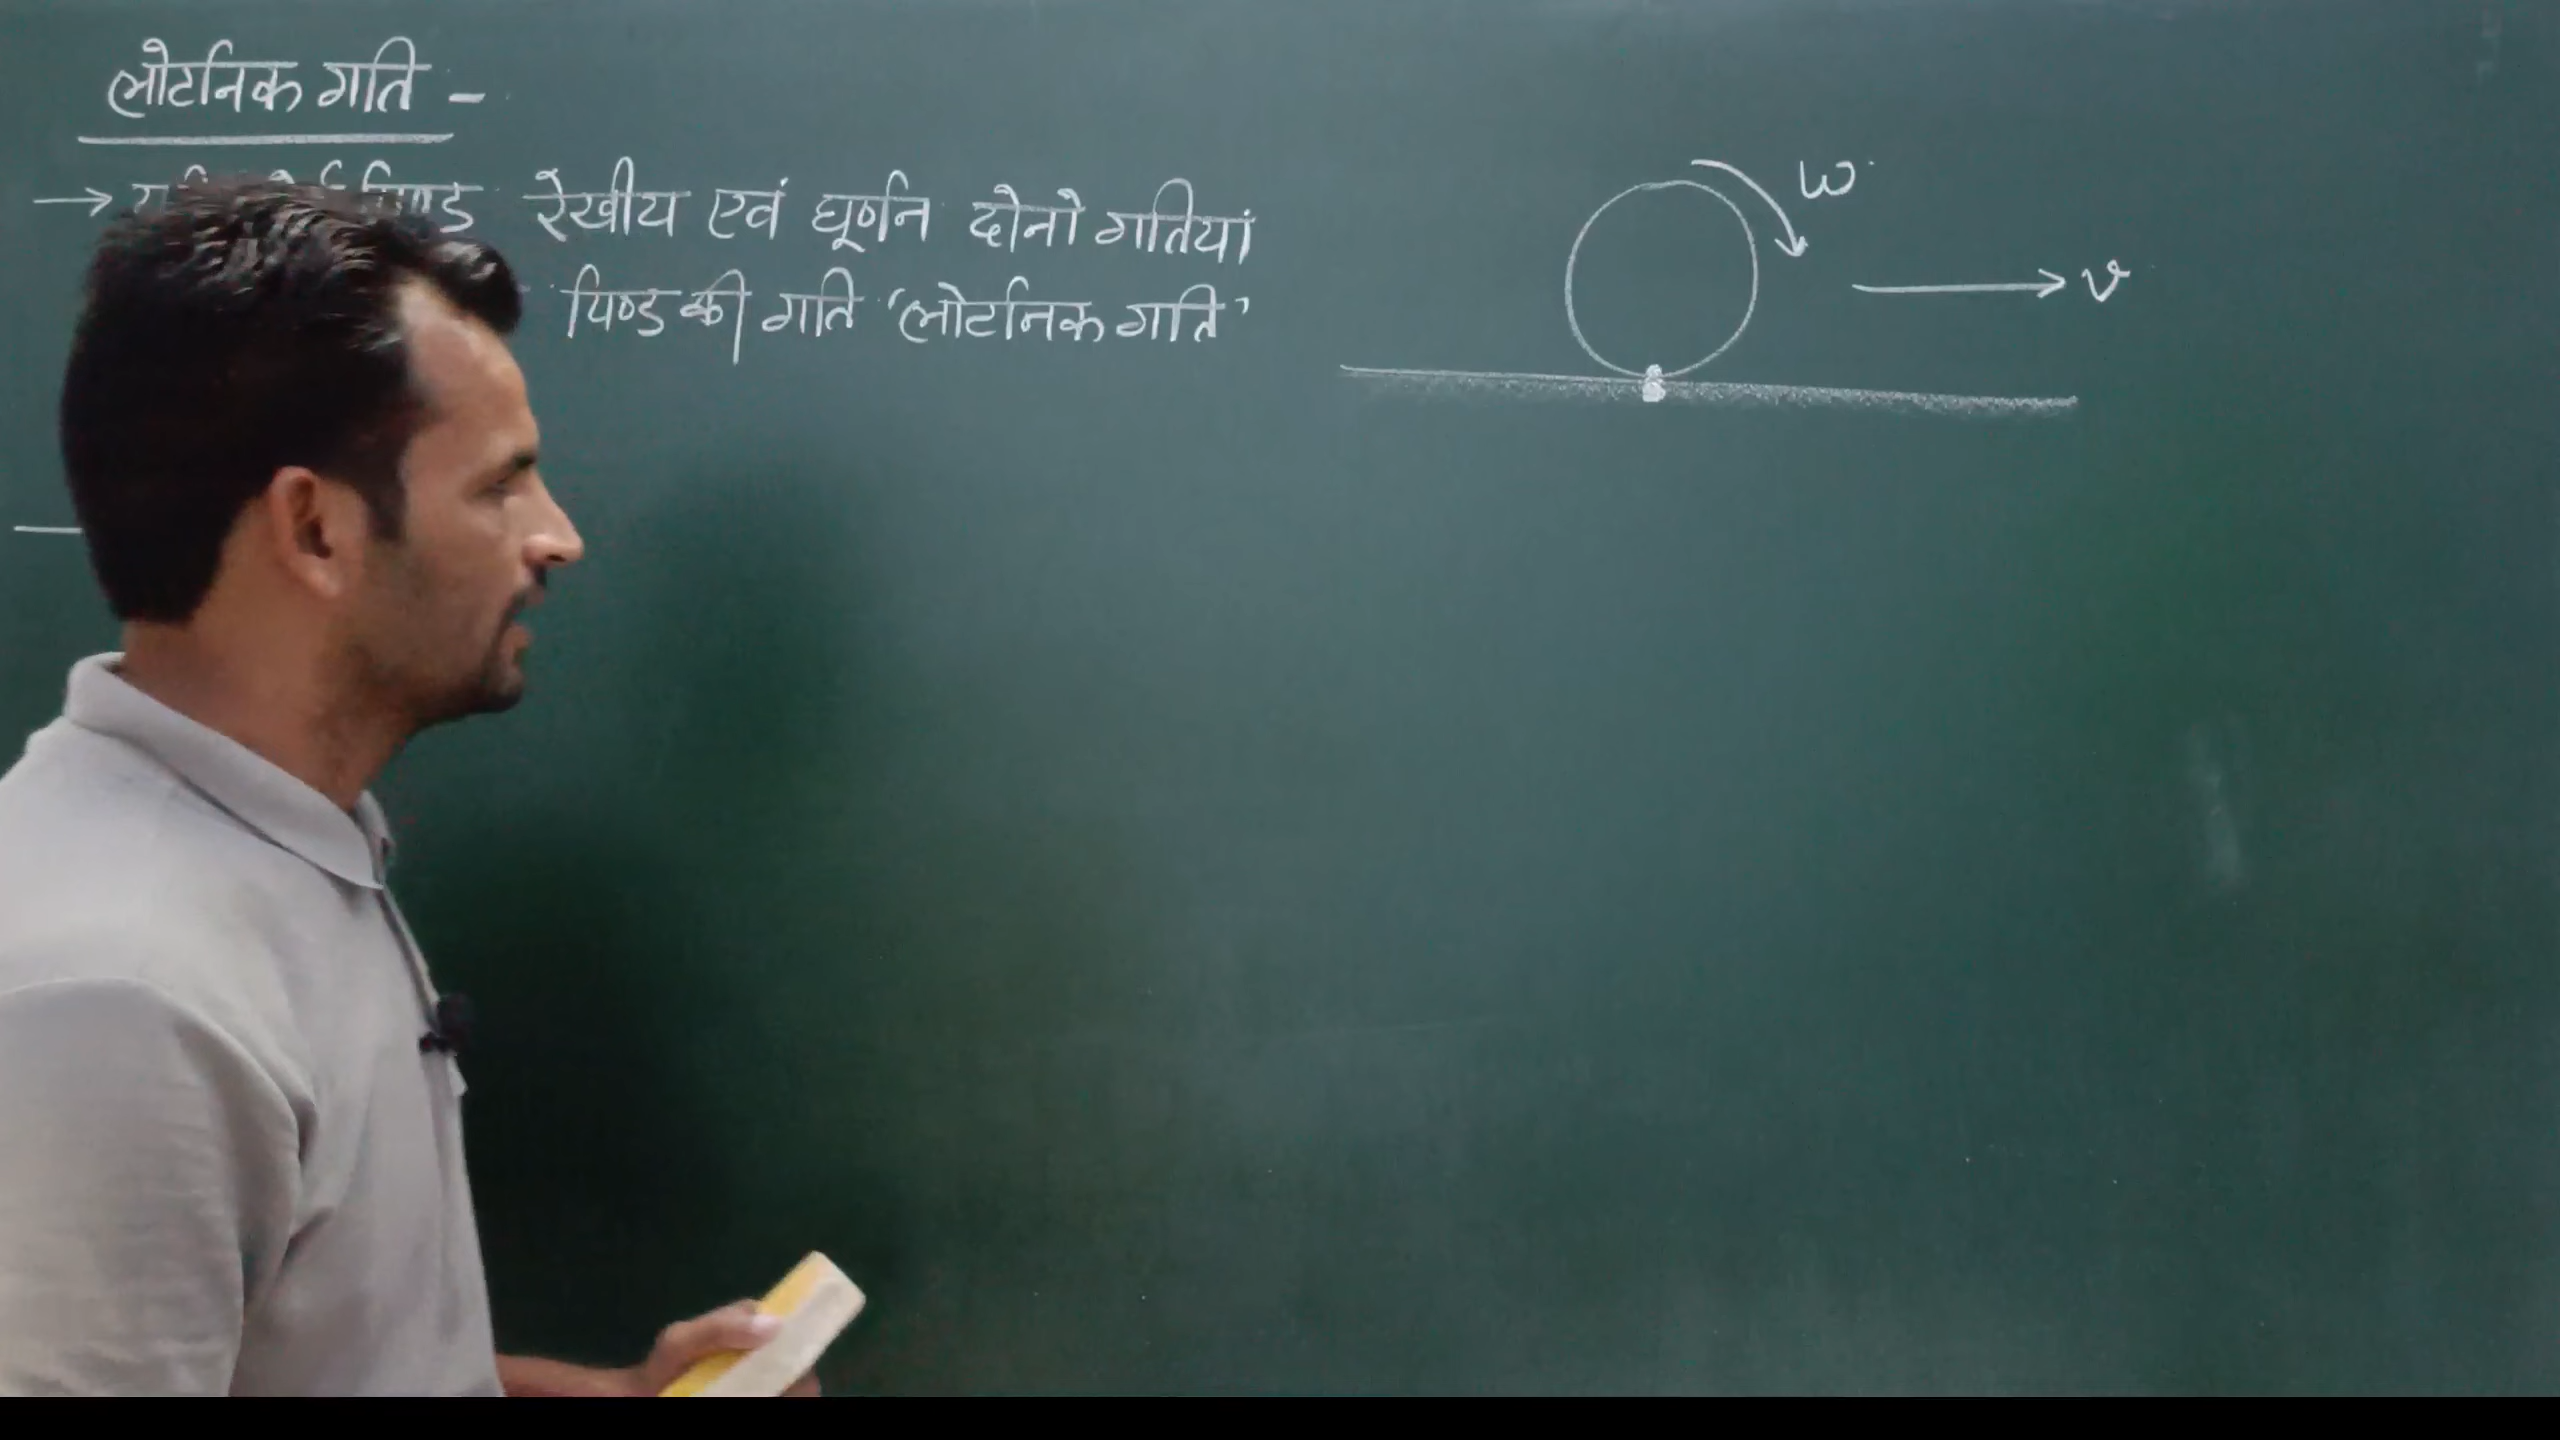 लोटनिक गति -
→ पिण्ड रेखीय एवं घूर्णन दोनो गतियां
पिण्ड की गति ‘लोटनिक गति’
ω
v